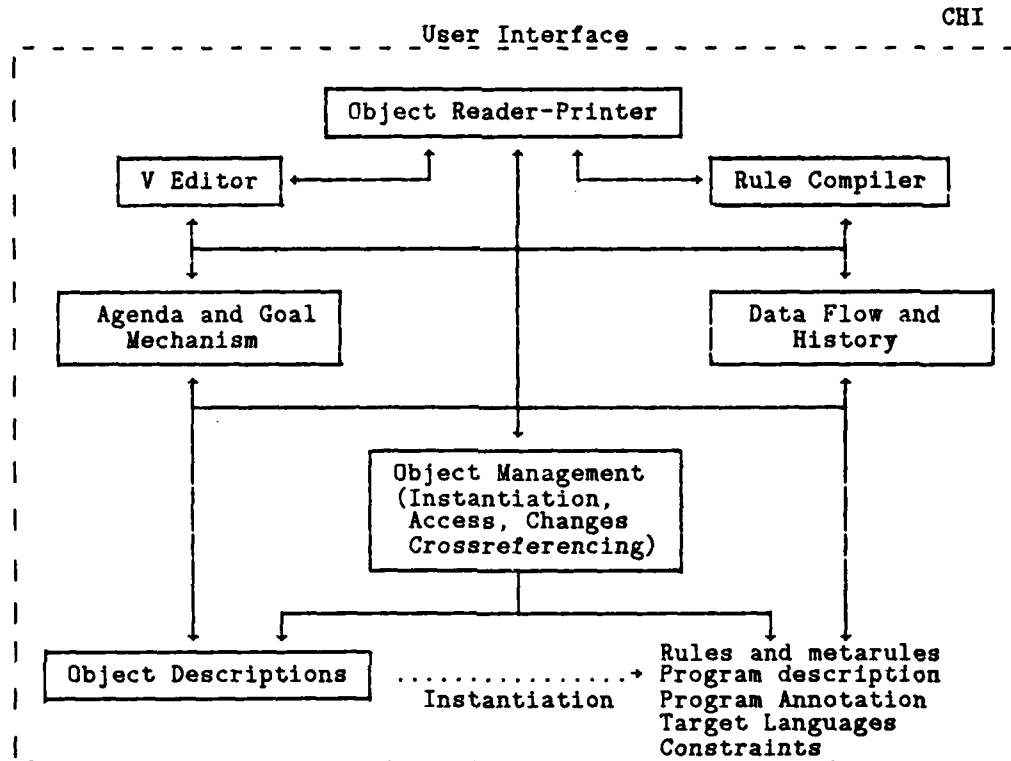 CHI
User Interface
Object Reader-Printer
V Editor
Rule Compiler
Agenda and Goal
Mechanism
Data Flow and
History
Object Management
(Instantiation,
Access, Changes
Crossreferencing)
Object Descriptions
Instantiation
Rules and metarules
Program description
Program Annotation
Target Languages
Constraints